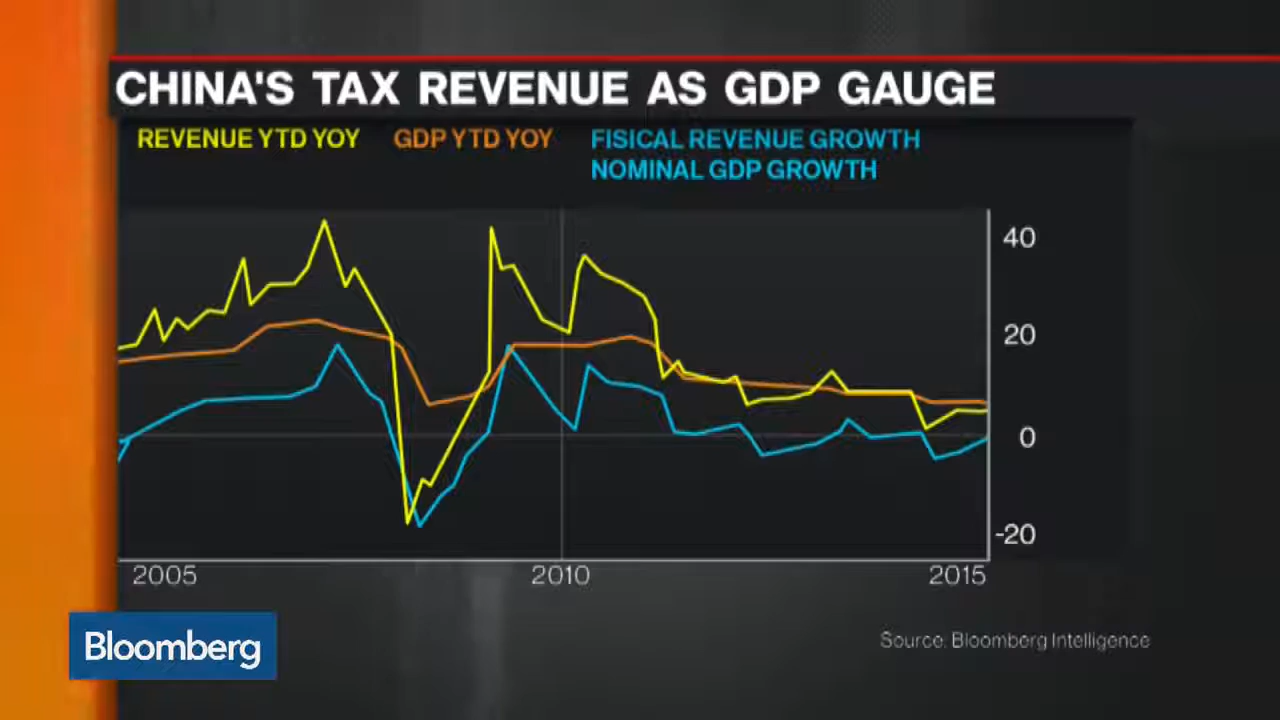 CHINA'S TAX REVENUE AS GDP GAUGE
REVENUE YTD YOY GDP YTD YOY FISICAL REVENUE GROWTH
NOMINAL GDP GROWTH
40
20
0
-20
2005 2010 2015
Source: Bloomberg Intelligence
Bloomberg